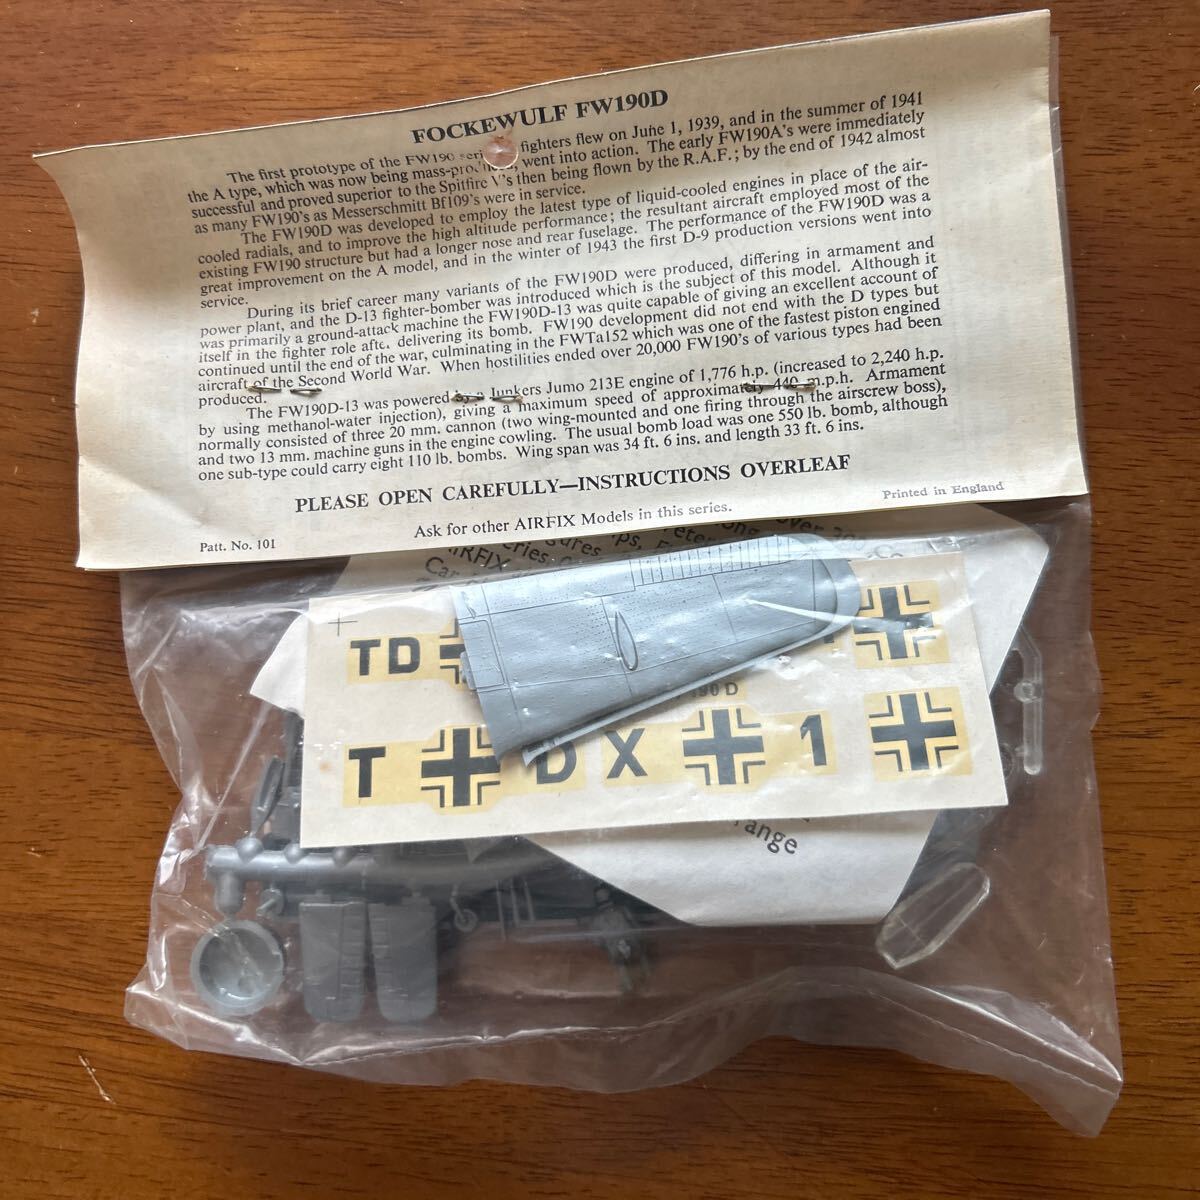 FOCKEWULF FW190D
The first prototype of the FW190 fighters flew on June 1, 1939, and in the summer of 1941
the A type, which was now being went into action. The early FW190A's were immediately
successful and proved superior to the Spitfire V's then being flown by the R.A.F.; by the end of 1942 almost
as many FW190's as Messerschmitt Bf109's were in service.
The FW190D was developed to employ the latest type of liquid-cooled engines in place of the air-
cooled radials, and to improve the high altitude performance; the resultant aircraft employed most of the
existing FW190 structure but had a longer nose and rear fuselage. The performance of the FW190D was a
great improvement on the A model, and in the winter of 1943 the first D-9 production versions went into
service.
During its brief career many variants of the FW190D were produced, differing in armament and
power plant, and the D-13 fighter-bomber was introduced which is the subject of this model. Although it
was primarily a ground-attack machine the FW190D-13 was quite capable of giving an excellent account of
itself in the fighter role delivering its bomb. FW190 development did not end with the D types but
continued until the end of the war, culminating in the FWTa152 which was one of the fastest piston engined
aircraft of the Second World War. When hostilities ended over 20,000 FW190's of various types had been
produced.
The FW190D-13 was powered Junkers Jumo 213E engine of 1,776 h.p. (increased to 2,240 h.p.
by using methanol-water injection), giving a maximum speed of approximately 440 m.p.h. Armament
normally consisted of three 20 mm. cannon (two wing-mounted and one firing through the airscrew boss),
and two 13 mm. machine guns in the engine cowling. The usual bomb load was one 550 lb. bomb, although
one sub-type could carry eight 110 lb. bombs. Wing span was 34 ft. 6 ins. and length 33 ft. 6 ins.
PLEASE OPEN CAREFULLY—INSTRUCTIONS OVERLEAF
Patt. No. 101 Ask for other AIRFIX Models in this series. Printed in England
TD
190 D
T D X 1
range